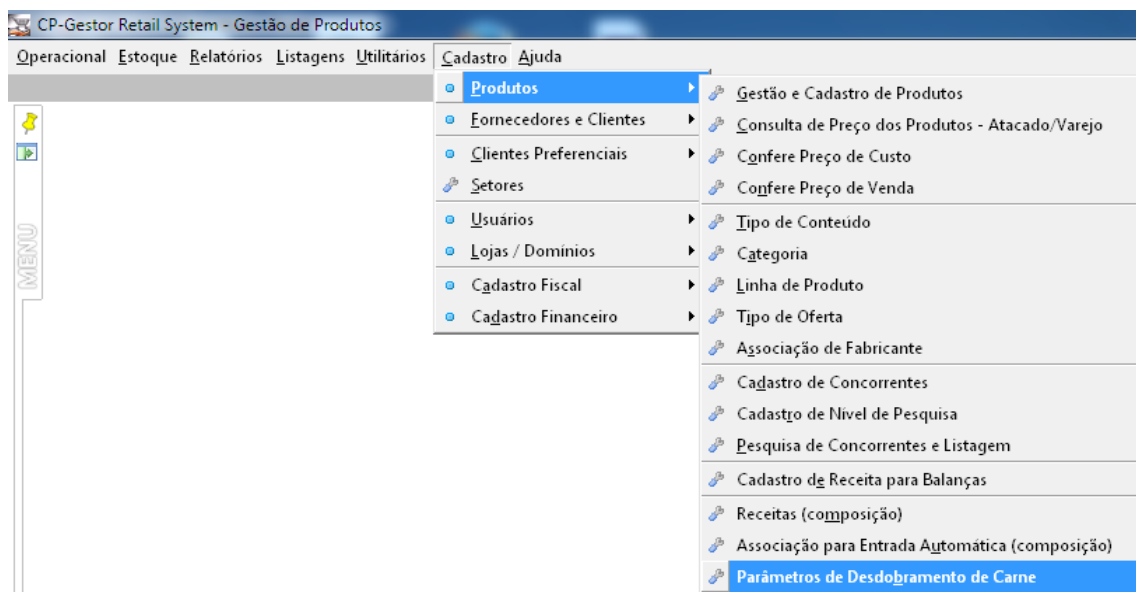 CP-Gestor Retail System - Gestão de Produtos
Operacional Estoque Relatórios Listagens Utilitários Cadastro Ajuda
Produtos
Fornecedores e Clientes
Clientes Preferenciais
Setores
Usuários
Lojas / Domínios
Cadastro Fiscal
Cadastro Financeiro
Gestão e Cadastro de Produtos
Consulta de Preço dos Produtos - Atacado/Varejo
Confere Preço de Custo
Confere Preço de Venda
Tipo de Conteúdo
Categoria
Linha de Produto
Tipo de Oferta
Associação de Fabricante
Cadastro de Concorrentes
Cadastro de Nível de Pesquisa
Pesquisa de Concorrentes e Listagem
Cadastro de Receita para Balanças
Receitas (composição)
Associação para Entrada Automática (composição)
Parâmetros de Desdobramento de Carne
MENU